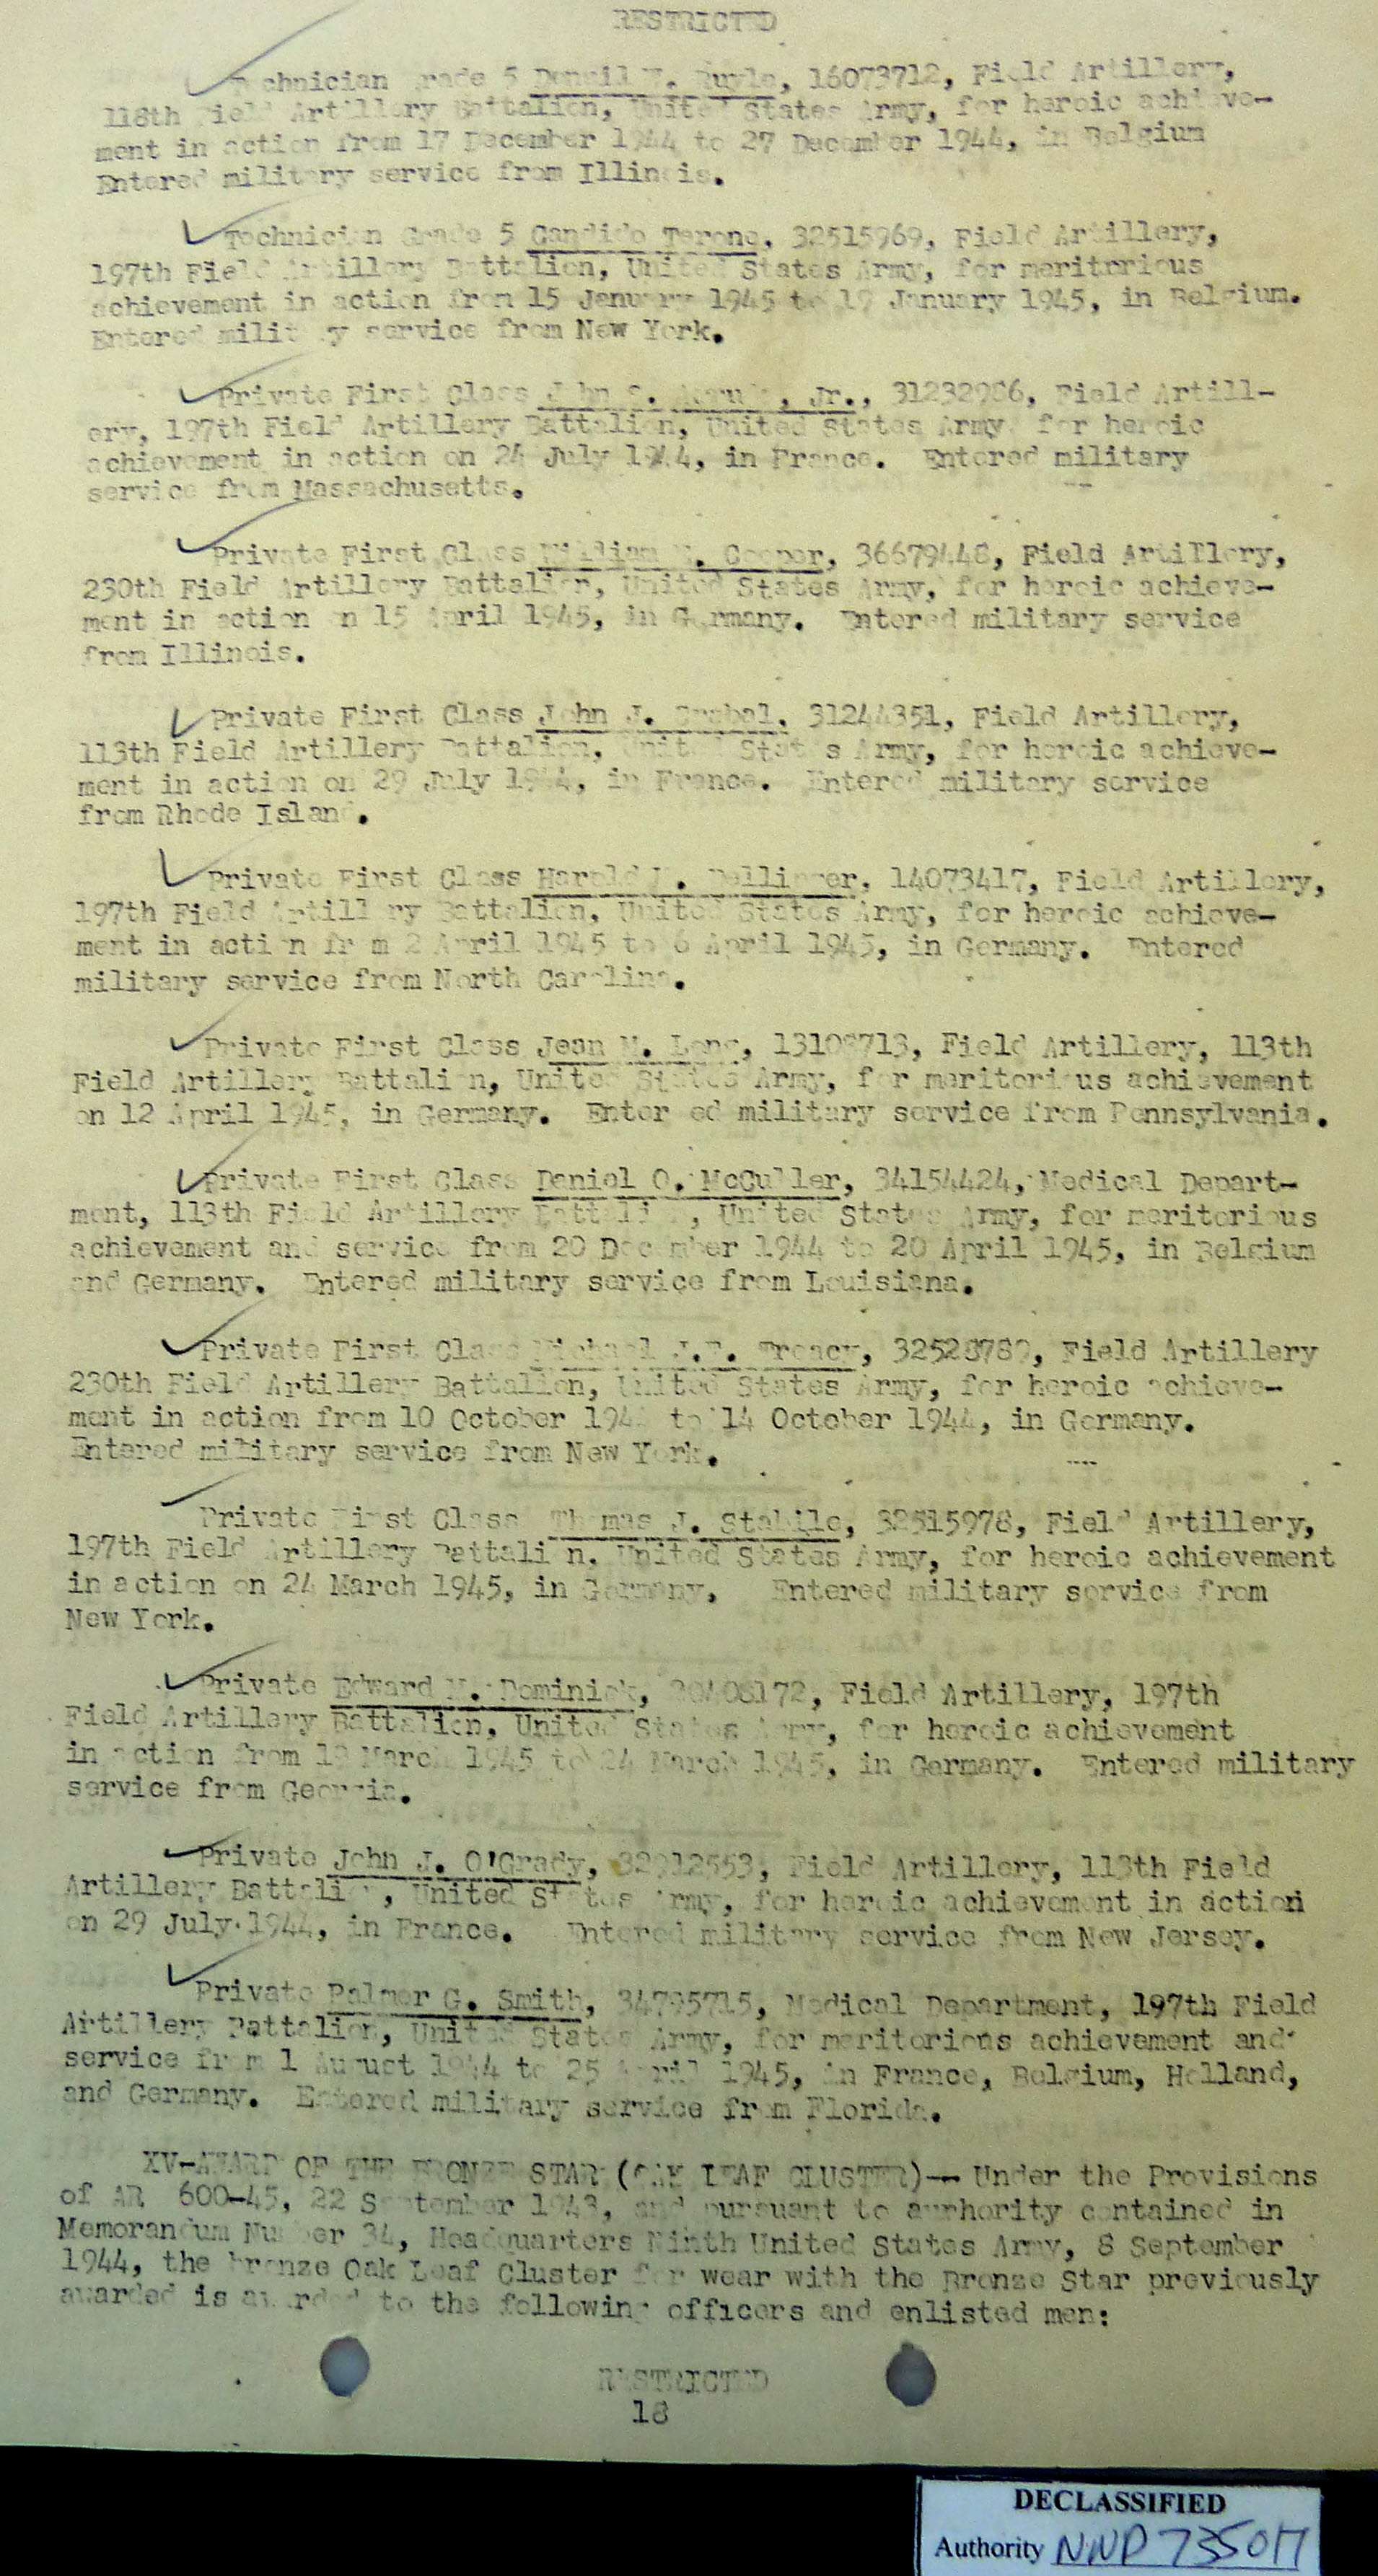 RESTRICTED
Technician Grade 5 Ruyle, 16073712, Field Artillery,
118th Field Artillery Battalion, United States Army, for heroic achieve-
ment in action from 17 December 1944 to 27 December 1944, in Belgium
Entered military service from Illinois.
Technician Grade 5 Candido Terone, 32515969, Field Artillery,
197th Field Artillery Battalion, United States Army, for meritrrious
achievement in action from 15 January 1945 to 19 January 1945, in Belgium.
Entered military service from New York.
Private First Class John Jr., 31232986, Field Artill-
ery, 197th Field Artillery Battalion, United States Army, for heroic
achievement in action on 24 July 1944, in France. Entered military
service from Massachusetts.
Private First Class William Cooper, 36679448, Field Artillery,
230th Field Artillery Battalion, United States Army, for heroic achieve-
ment in action on 15 April 1945, in Germany. Entered military service
from Illinois.
Private First Class John J. 31244351, Field Artillery,
113th Field Artillery Battalion, United States Army, for heroic achieve-
ment in action on 29 July 1944, in France. Entered military service
from Rhode Island.
Private First Class Harold Dellinger, 14073417, Field Artillery,
197th Field Artillery Battalion, United States Army, for heroic achieve-
ment in action from 2 April 1945 to 6 April 1945, in Germany. Entered
military service from North Carolina.
Private First Class Jean M. Long, Field Artillery, 113th
Field Artillery Battalion, United States Army, for meritorious achievement
on 12 April 1945, in Germany. Enter ed military service from Pennsylvania.
Private First Class Daniel O. McCuller, 34154424, Medical Depart-
ment, 113th Field Artillery Battalion, United States Army, for meritorious
achievement and service from 20 December 1944 to 20 April 1945, in Belgium
and Germany. Entered military service from Louisiana.
Private First Class Michael Treacy, 32528789, Field Artillery
230th Field Artillery Battalion, United States Army, for heroic achieve-
ment in action from 10 October 1944 to 14 October 1944, in Germany.
Entered military service from New York.
Private First Class Thomas J. Stabile, 32515978, Field Artillery,
197th Field Artillery Battalion, United States Army, for heroic achievement
in action on 24 March 1945, in Germany, Entered military service from
New York.
Private Edward M. Dominick, Field Artillery, 197th
Field Artillery Battalion, United States Army, for heroic achievement
in action from March 1945 to 24 March 1945, in Germany. Entered military
service from Georgia.
Private John J. O'Grady, 32912553, Field Artillery, 113th Field
Artillery Battalion, United States Army, for heroic achievement in action
on 29 July 1944, in France. Entered military service from New Jersey.
Private Palmer G. Smith, 34795715, Medical Department, 197th Field
Artillery Battalion, United States Army, for meritorious achievement and
service from 1 August 1944 to 25 April 1945, in France, Belgium, Holland,
and Germany. Entered military service from Florida.
XV-AWARD OF THE BRONZE STAR (OAK LEAF CLUSTER)-- Under the Provisions
of AR 600-45, 22 September 1943, and pursuant to authority contained in
Memorandum Number 34, Headquarters Ninth United States Army, 8 September
1944, the bronze Oak Leaf Cluster for wear with the Bronze Star previously
awarded is awarded to the following officers and enlisted men:
RESTRICTED
18
DECLASSIFIED
Authority NND 735017